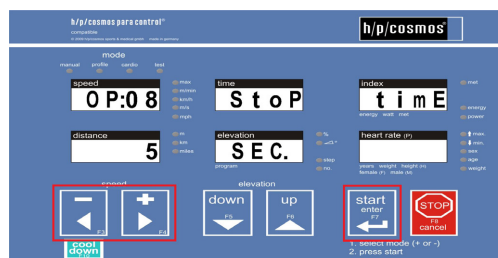 h/p/cosmos para control®
compatible
h/p/cosmos®
mode
manual profile cardio test
speed
OP:08
max
m/min
km/h
m/s
mph
time
StoP
index
timE
energy watt met
met
energy
power
distance
5
m
km
miles
elevation
SEC.
program
%
step
no.
heart rate (P)
years weight height (H)
female (F) male (M)
max.
min.
sex
age
weight
speed
elevation
- F3
+ F4
down F5
up F6
start
enter
F7
STOP
F8
cancel
cool
down
1. select mode (+ or -)
2. press start